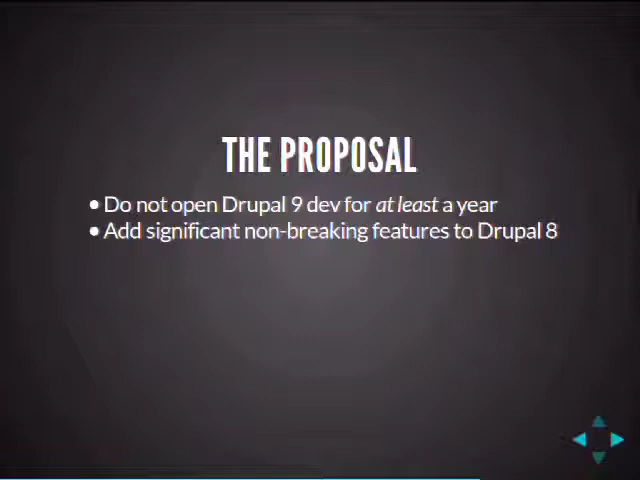 THE PROPOSAL
• Do not open Drupal 9 dev for at least a year
• Add significant non-breaking features to Drupal 8